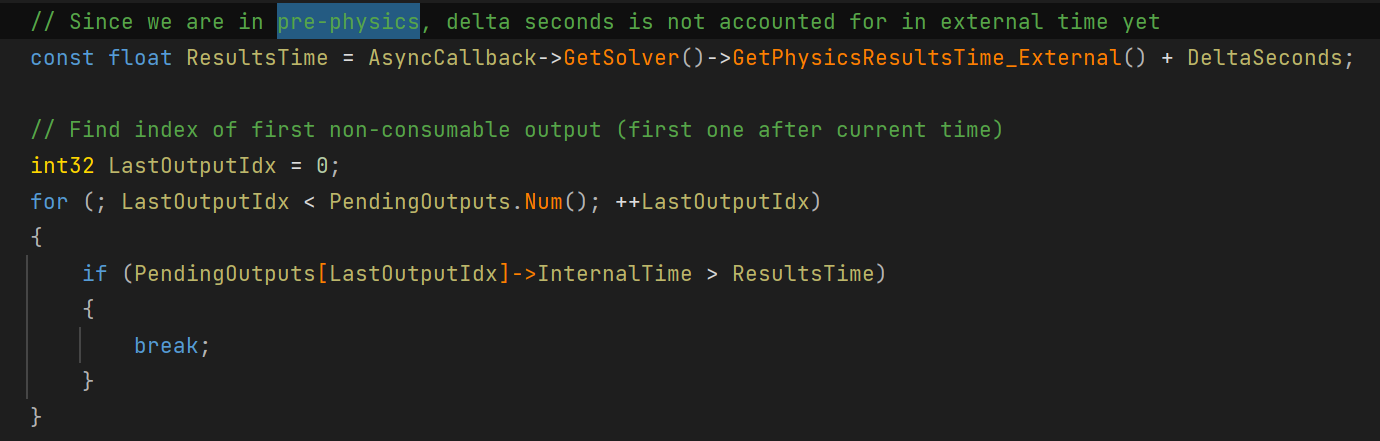 // Since we are in pre-physics, delta seconds is not accounted for in external time yet
const float ResultsTime = AsyncCallback->GetSolver()->GetPhysicsResultsTime_External() + DeltaSeconds;
// Find index of first non-consumable output (first one after current time)
int32 LastOutputIdx = 0;
for (; LastOutputIdx < PendingOutputs.Num(); ++LastOutputIdx)
{
if (PendingOutputs[LastOutputIdx]->InternalTime > ResultsTime)
{
break;
}
}